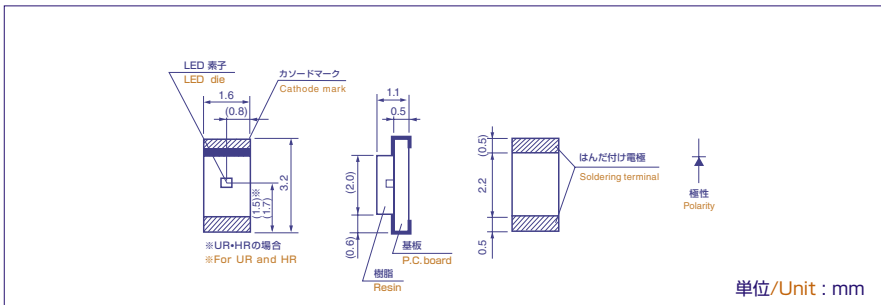 LED 素子
LED die
カソードマーク
Cathode mark
1.6
(0.8)
3.2
(1.5)※
(1.7)
※UR•HRの場合
※For UR and HR
1.1
0.5
(2.0)
(0.6)
基板
P.C.board
樹脂
Resin
(0.5)
2.2
0.5
はんだ付け電極
Soldering terminal
極性
Polarity
単位/Unit : mm